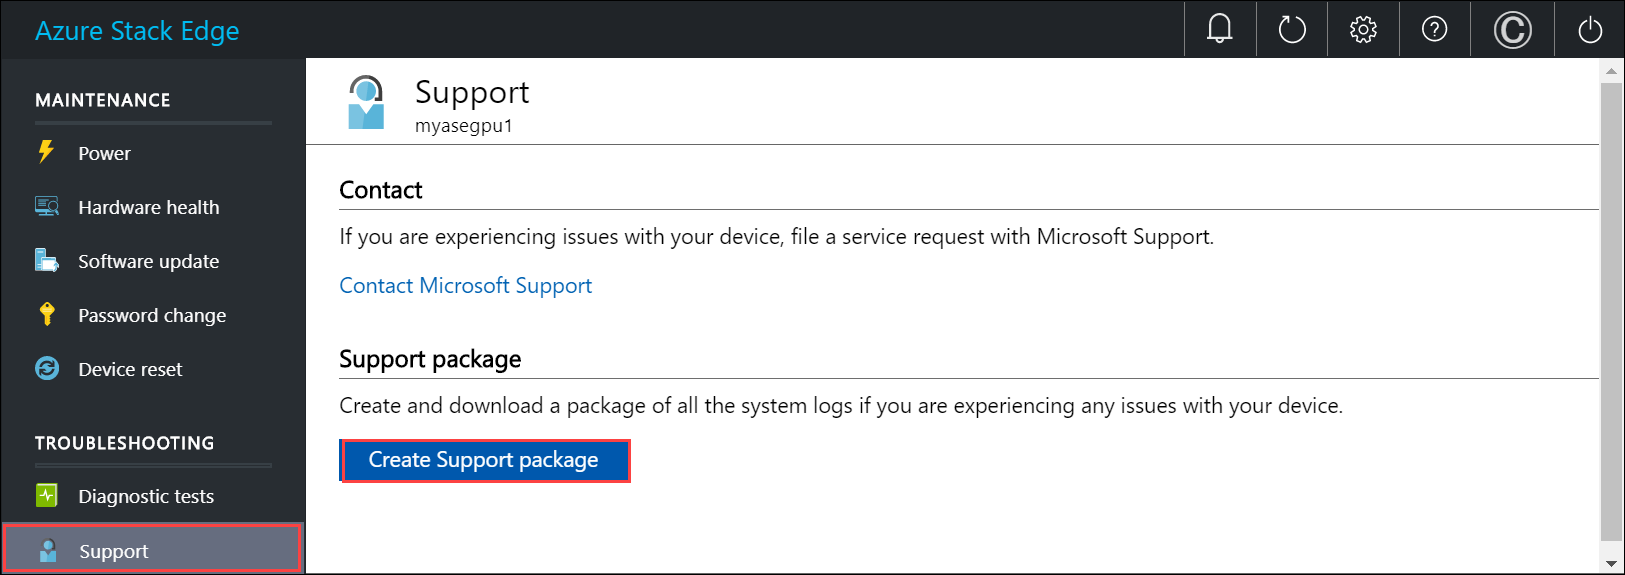 Azure Stack Edge
MAINTENANCE
Power
Hardware health
Software update
Password change
Device reset
TROUBLESHOOTING
Diagnostic tests
Support
Support
myasegpu1
Contact
If you are experiencing issues with your device, file a service request with Microsoft Support.
Contact Microsoft Support
Support package
Create and download a package of all the system logs if you are experiencing any issues with your device.
Create Support package